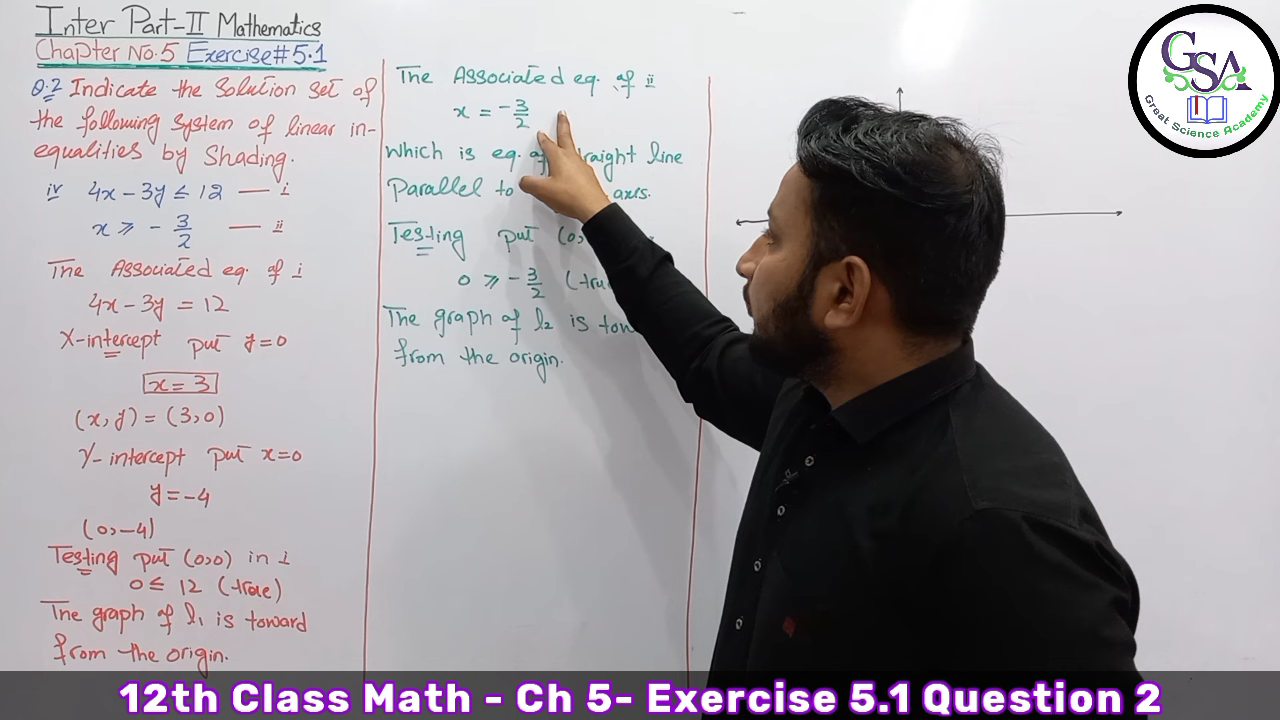 Inter Part-II Mathematics
Chapter No.5 Exercise#5.1
Q.2 Indicate the Solution set of
the following system of linear in-
equalities by Shading.
iv 4x-3y ≤ 12 — i
x ≥ -3/2 — ii
The Associated eq. of i
4x-3y = 12
X-intercept put y=0
x = 3
(x,y) = (3,0)
Y-intercept put x=0
y = -4
(0,-4)
Testing put (0,0) in i
0 ≤ 12 (true)
The graph of l₁ is toward
from the origin.
The Associated eq. of ii
x = -3/2
Which is eq. of straight line
Parallel to axis.
Testing put (0,
0 ≥ -3/2 (true
The graph of l₂ is tow
from the origin.
GSA
Great Science Academy
12th Class Math - Ch 5- Exercise 5.1 Question 2